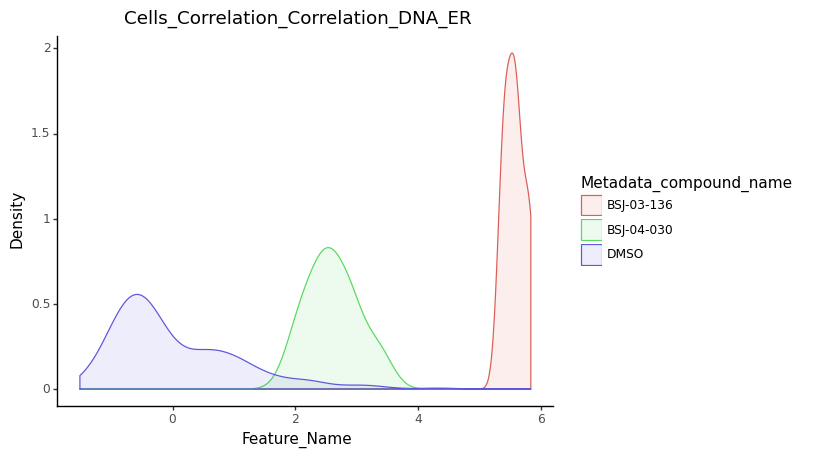 Cells_Correlation_Correlation_DNA_ER
2
1.5
1
0.5
0
Density
0 2 4 6
Feature_Name
Metadata_compound_name
BSJ-03-136
BSJ-04-030
DMSO